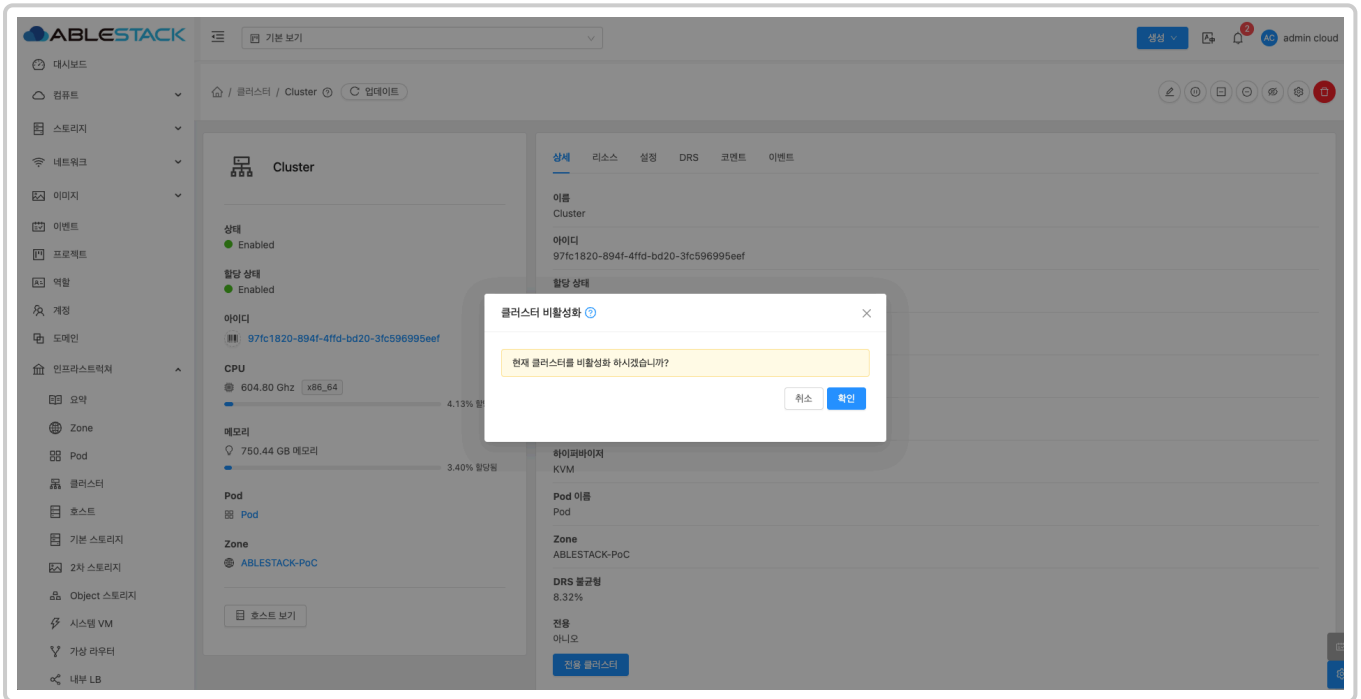 ABLESTACK
기본 보기
생성
2
AC
admin cloud
대시보드
컴퓨트
스토리지
네트워크
이미지
이벤트
프로젝트
역할
계정
도메인
인프라스트럭쳐
요약
Zone
Pod
클러스터
호스트
기본 스토리지
2차 스토리지
Object 스토리지
시스템 VM
가상 라우터
내부 LB
/ 클러스터 / Cluster
업데이트
Cluster
상태
Enabled
할당 상태
Enabled
아이디
97fc1820-894f-4ffd-bd20-3fc596995eef
CPU
604.80 Ghz x86_64
4.13%
메모리
750.44 GB 메모리
3.40% 할당됨
Pod
Pod
Zone
ABLESTACK-PoC
호스트 보기
상세 리소스 설정 DRS 코멘트 이벤트
이름
Cluster
아이디
97fc1820-894f-4ffd-bd20-3fc596995eef
할당 상태
클러스터 비활성화
현재 클러스터를 비활성화 하시겠습니까?
취소 확인
하이퍼바이저
KVM
Pod 이름
Pod
Zone
ABLESTACK-PoC
DRS 불균형
8.32%
전용
아니오
전용 클러스터